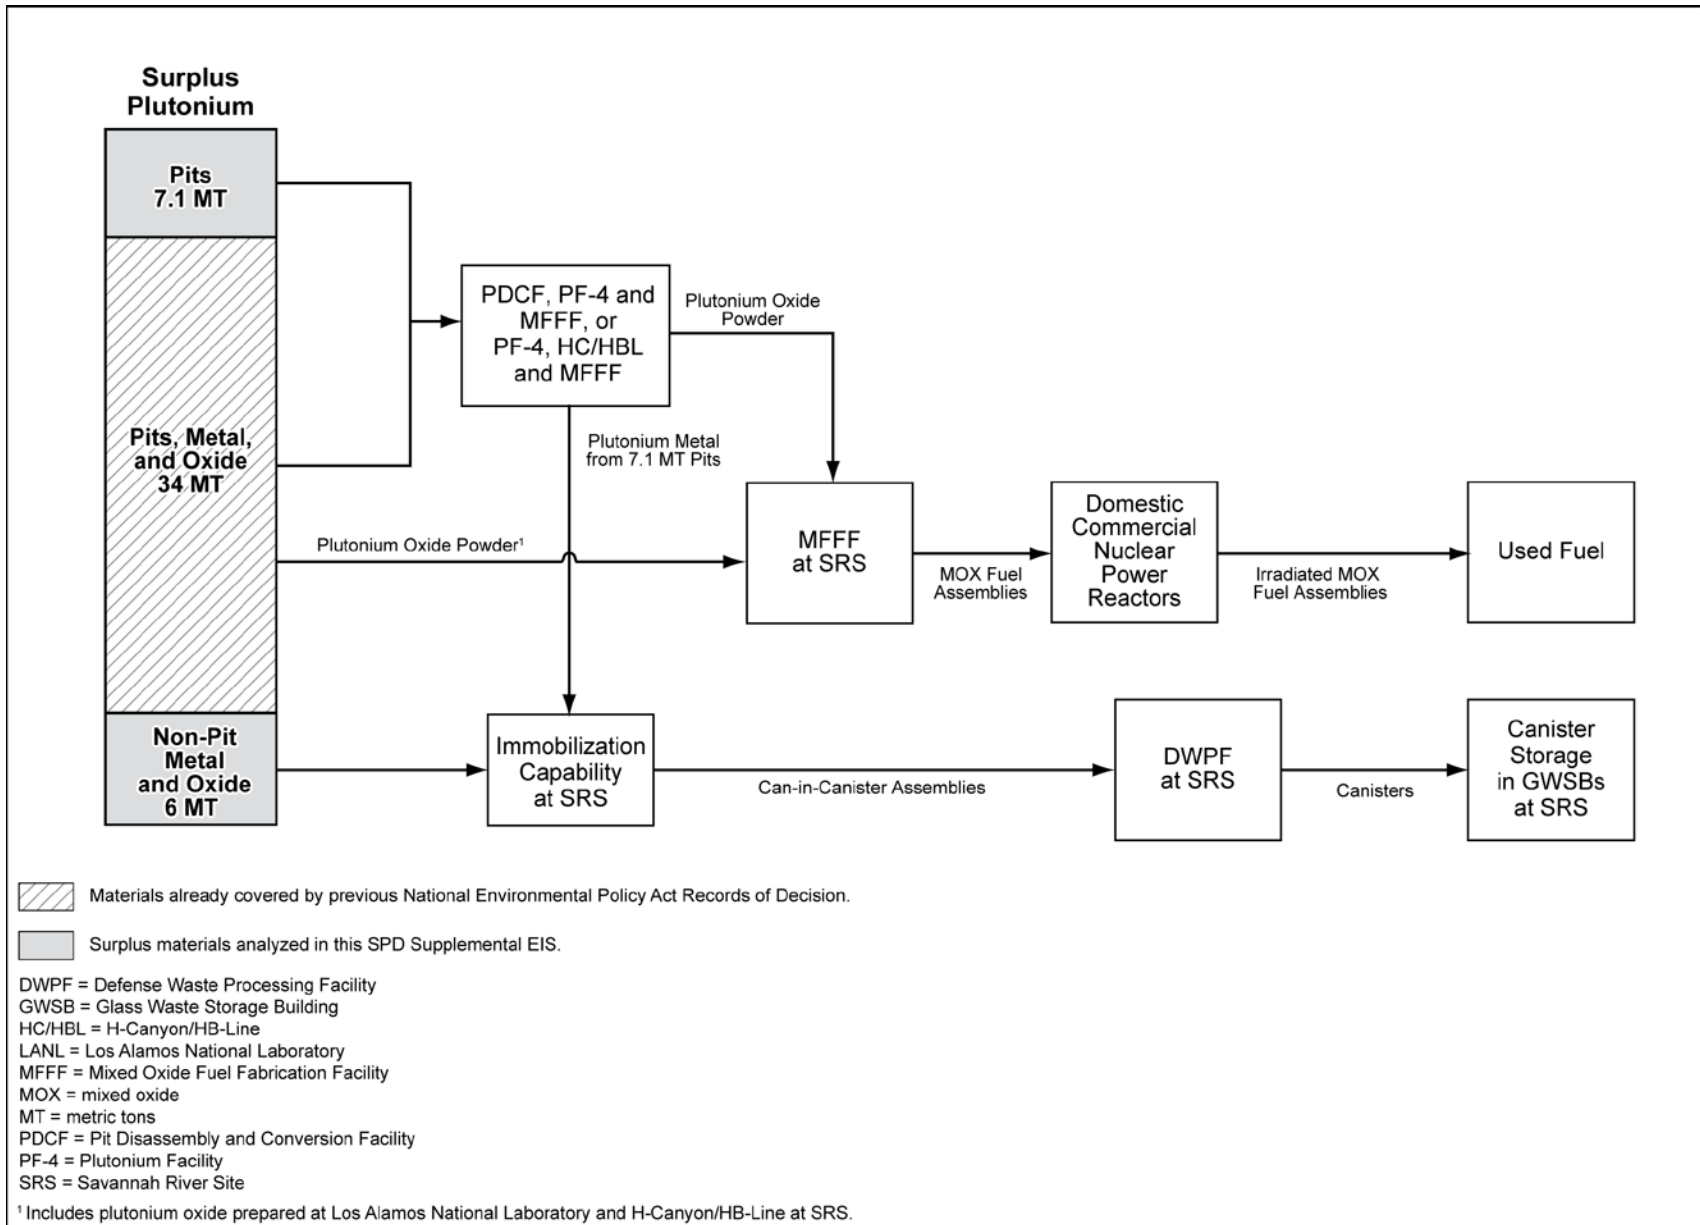 Surplus
Plutonium
Pits
7.1 MT
Pits, Metal,
and Oxide
34 MT
Non-Pit
Metal
and Oxide
6 MT
PDCF, PF-4 and
MFFF, or
PF-4, HC/HBL
and MFFF
Plutonium Oxide
Powder
Plutonium Metal
from 7.1 MT Pits
Plutonium Oxide Powder¹
MFFF
at SRS
MOX Fuel
Assemblies
Domestic
Commercial
Nuclear
Power
Reactors
Irradiated MOX
Fuel Assemblies
Used Fuel
Immobilization
Capability
at SRS
Can-in-Canister Assemblies
DWPF
at SRS
Canisters
Canister
Storage
in GWSBs
at SRS
Materials already covered by previous National Environmental Policy Act Records of Decision.
Surplus materials analyzed in this SPD Supplemental EIS.
DWPF = Defense Waste Processing Facility
GWSB = Glass Waste Storage Building
HC/HBL = H-Canyon/HB-Line
LANL = Los Alamos National Laboratory
MFFF = Mixed Oxide Fuel Fabrication Facility
MOX = mixed oxide
MT = metric tons
PDCF = Pit Disassembly and Conversion Facility
PF-4 = Plutonium Facility
SRS = Savannah River Site
¹ Includes plutonium oxide prepared at Los Alamos National Laboratory and H-Canyon/HB-Line at SRS.